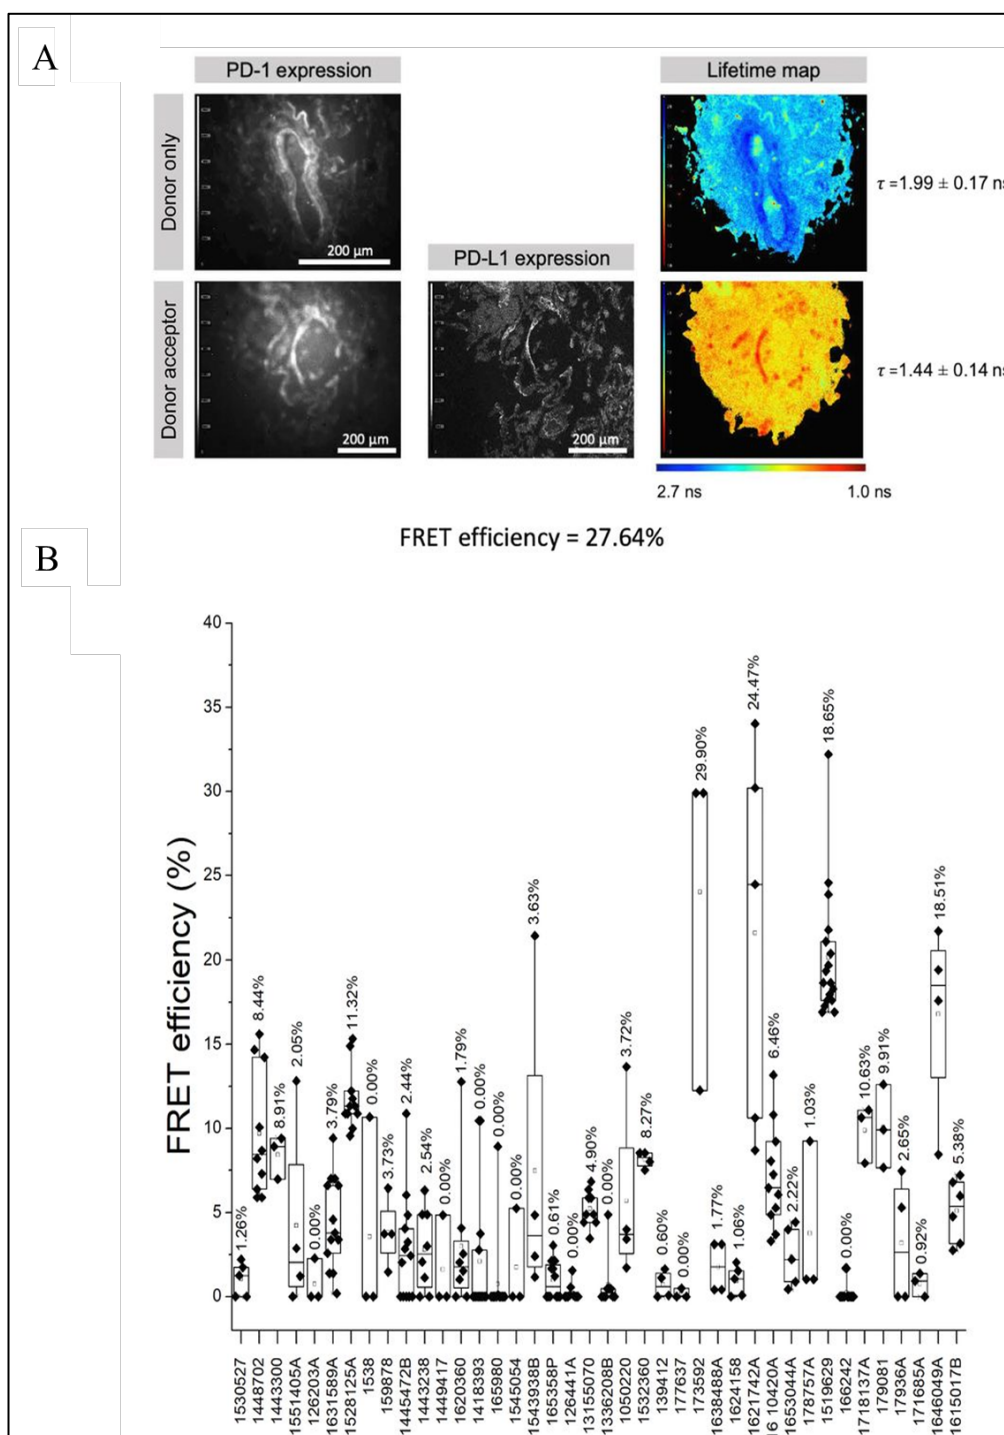 A
PD-1 expression
Lifetime map
Donor only
200 µm
τ =1.99 ± 0.17 ns
PD-L1 expression
Donor acceptor
200 µm
200 µm
τ =1.44 ± 0.14 ns
2.7 ns
1.0 ns
FRET efficiency = 27.64%
B
FRET efficiency (%)
40
35
30
25
20
15
10
5
0
1.26%
8.44%
8.91%
2.05%
0.00%
3.79%
11.32%
0.00%
3.73%
2.44%
2.54%
0.00%
1.79%
0.00%
0.00%
0.00%
3.63%
0.61%
0.00%
4.90%
0.00%
3.72%
8.27%
0.60%
0.00%
29.90%
1.77%
1.06%
24.47%
6.46%
2.22%
1.03%
18.65%
0.00%
10.63%
9.91%
2.65%
0.92%
18.51%
5.38%
1530527
1448702
1443300
1551405A
126203A
1631589A
1528125A
1538
159878
1445472B
1443238
1449417
1620360
1418393
165980
1545054
1543938B
165358P
126441A
13155070
1336208B
1050220
1532360
139412
177637
173592
1638488A
1624158
1621742A
16 10420A
1653044A
178757A
1519629
166242
1718137A
179081
17936A
171685A
1646049A
1615017B